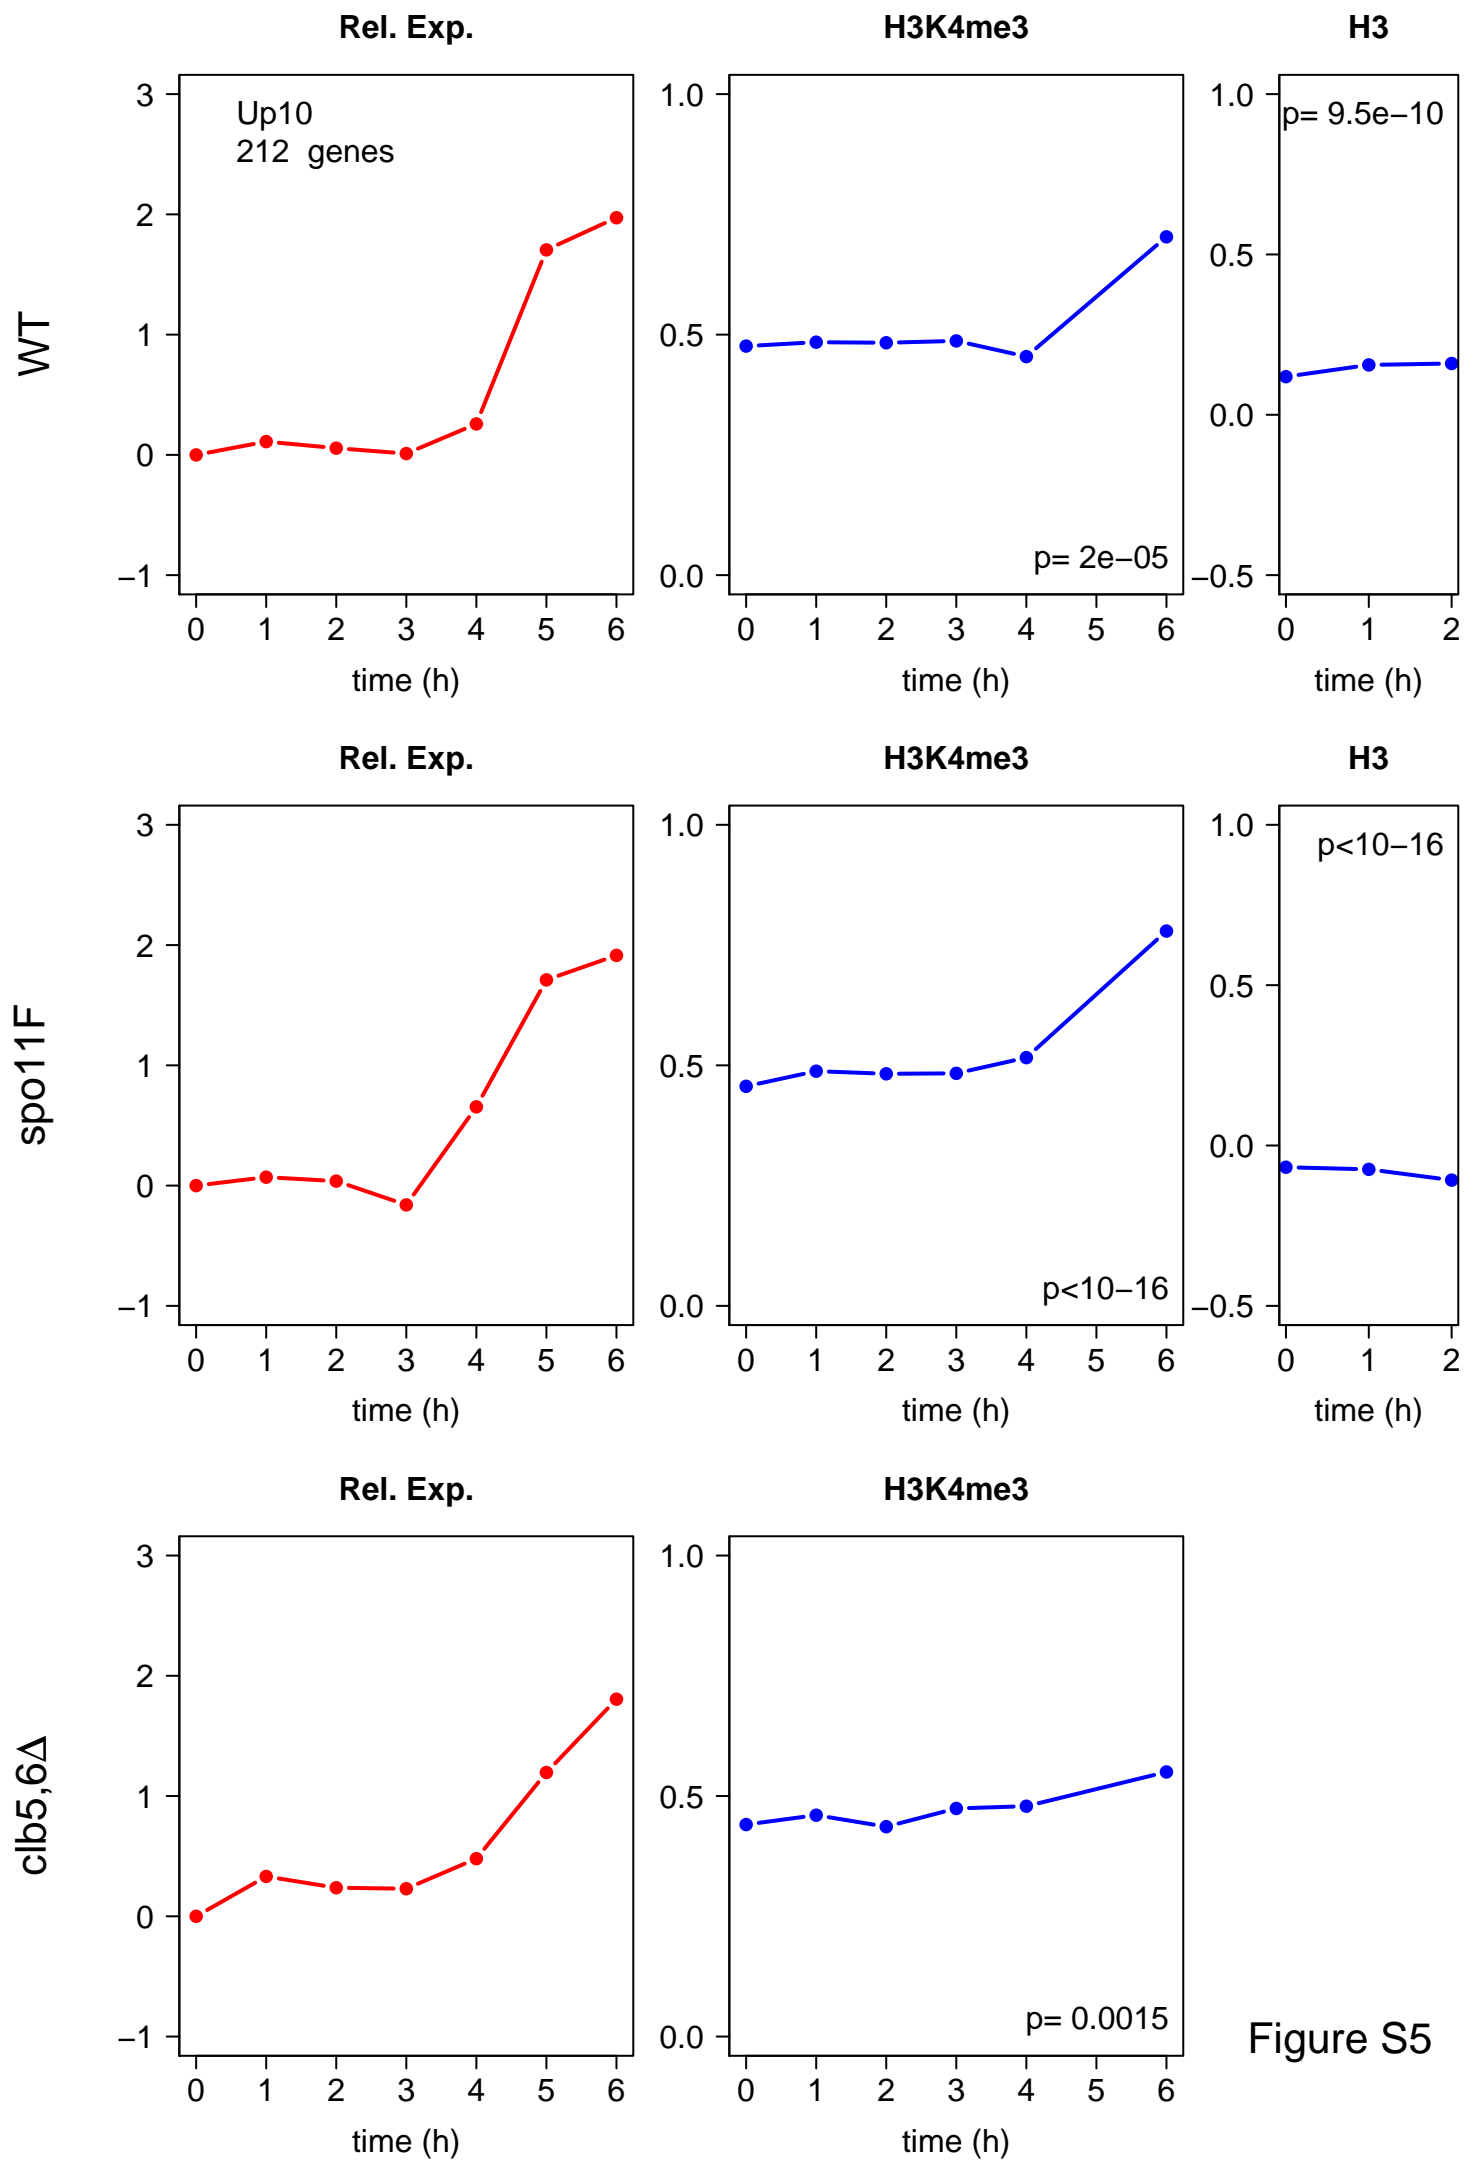 Rel. Exp. H3K4me3 H3
WT
3
2
1
0
−1
Up10
212 genes
0 1 2 3 4 5 6
time (h)
1.0
0.5
0.0
p= 2e−05
0 1 2 3 4 5 6
time (h)
1.0
0.5
0.0
−0.5
p= 9.5e−10
0 1 2
time (h)
Rel. Exp. H3K4me3 H3
spo11F
3
2
1
0
−1
0 1 2 3 4 5 6
time (h)
1.0
0.5
0.0
p<10−16
0 1 2 3 4 5 6
time (h)
1.0
0.5
0.0
−0.5
p<10−16
0 1 2
time (h)
Rel. Exp. H3K4me3
clb5,6Δ
3
2
1
0
−1
0 1 2 3 4 5 6
time (h)
1.0
0.5
0.0
p= 0.0015
0 1 2 3 4 5 6
time (h)
Figure S5